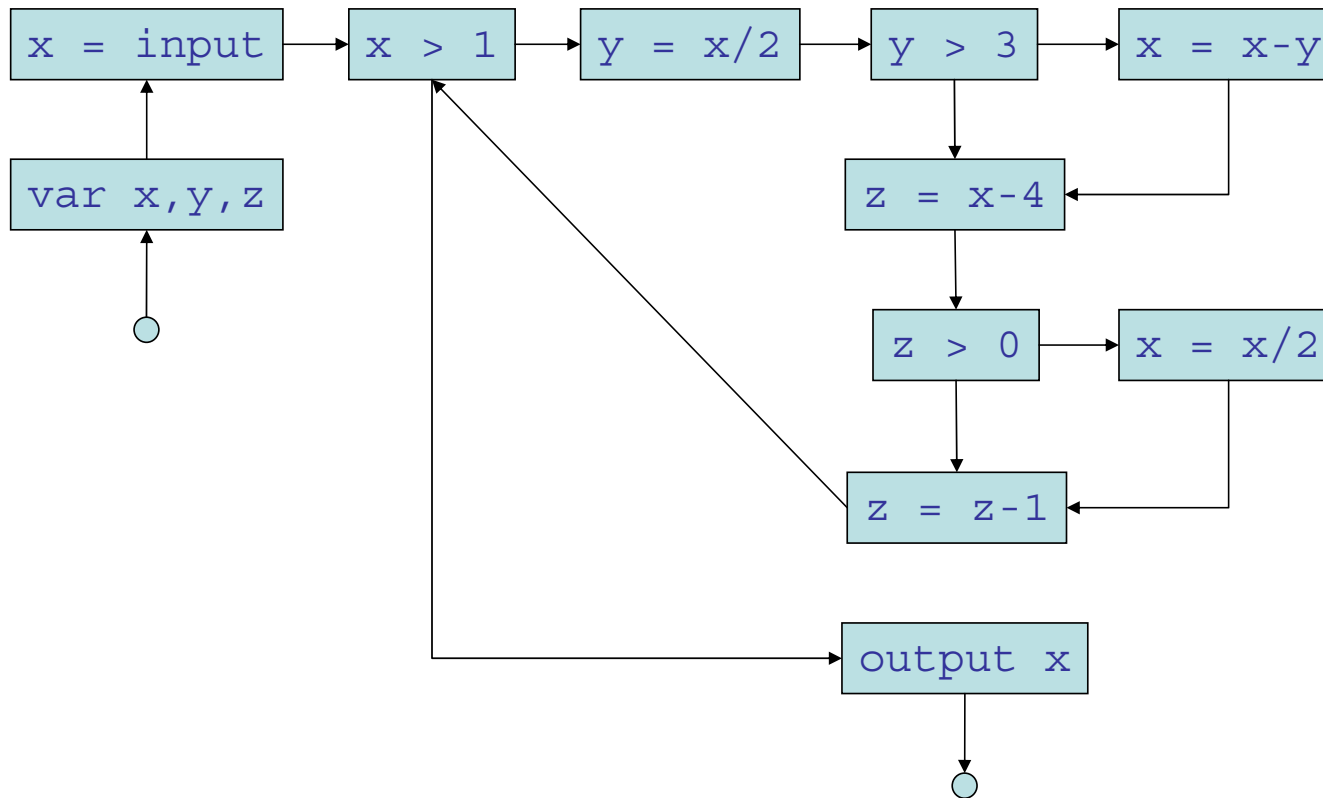 x = input
x > 1
y = x/2
y > 3
x = x-y
var x,y,z
z = x-4
z > 0
x = x/2
z = z-1
output x